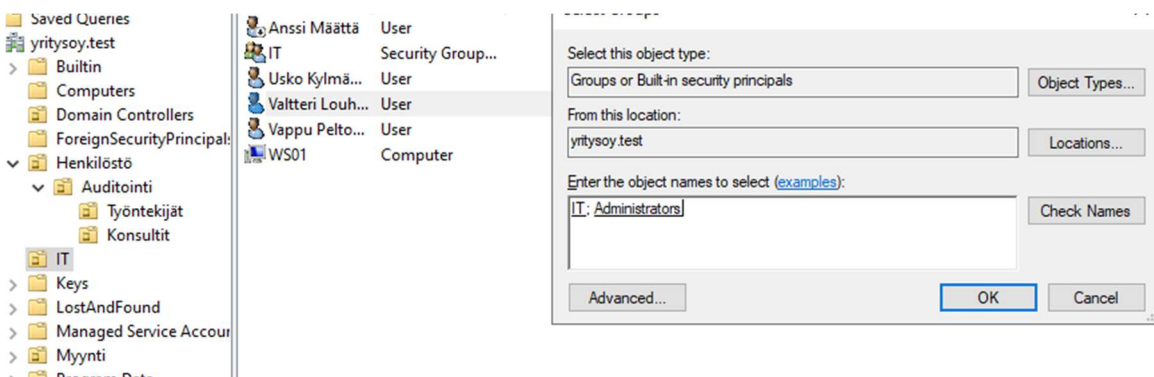 Saved Queries
yritysoy.test
Builtin
Computers
Domain Controllers
ForeignSecurityPrincipal
Henkilöstö
Auditointi
Työntekijät
Konsultit
IT
Keys
LostAndFound
Managed Service Accour
Myynti
Anssi Määttä User
IT Security Group...
Usko Kylmä... User
Valtteri Louh... User
Vappu Pelto... User
WS01 Computer
Select this object type:
Groups or Built-in security principals
Object Types...
From this location:
yritysoy.test
Locations...
Enter the object names to select (examples):
IT; Administrators
Check Names
Advanced...
OK
Cancel